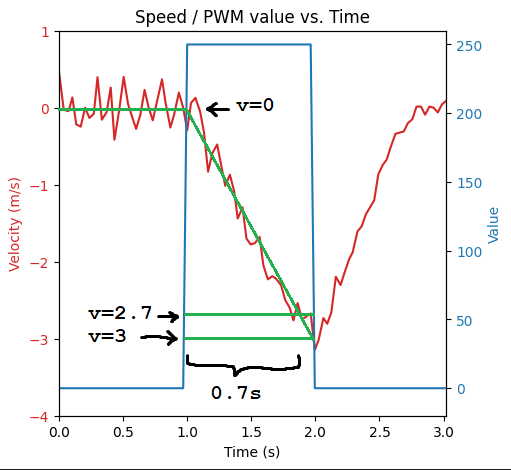 Speed / PWM value vs. Time
1
0
−1
−2
−3
−4
Velocity (m/s)
0.0
0.5
1.0
1.5
2.0
2.5
3.0
Time (s)
250
200
150
100
50
0
Value
v=0
v=2.7
v=3
0.7s